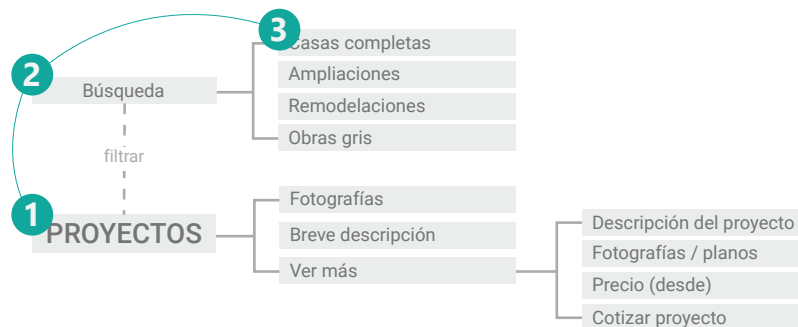 3
Casas completas
2
Búsqueda
Ampliaciones
Remodelaciones
Obras gris
filtrar
1
PROYECTOS
Fotografías
Breve descripción
Ver más
Descripción del proyecto
Fotografías / planos
Precio (desde)
Cotizar proyecto